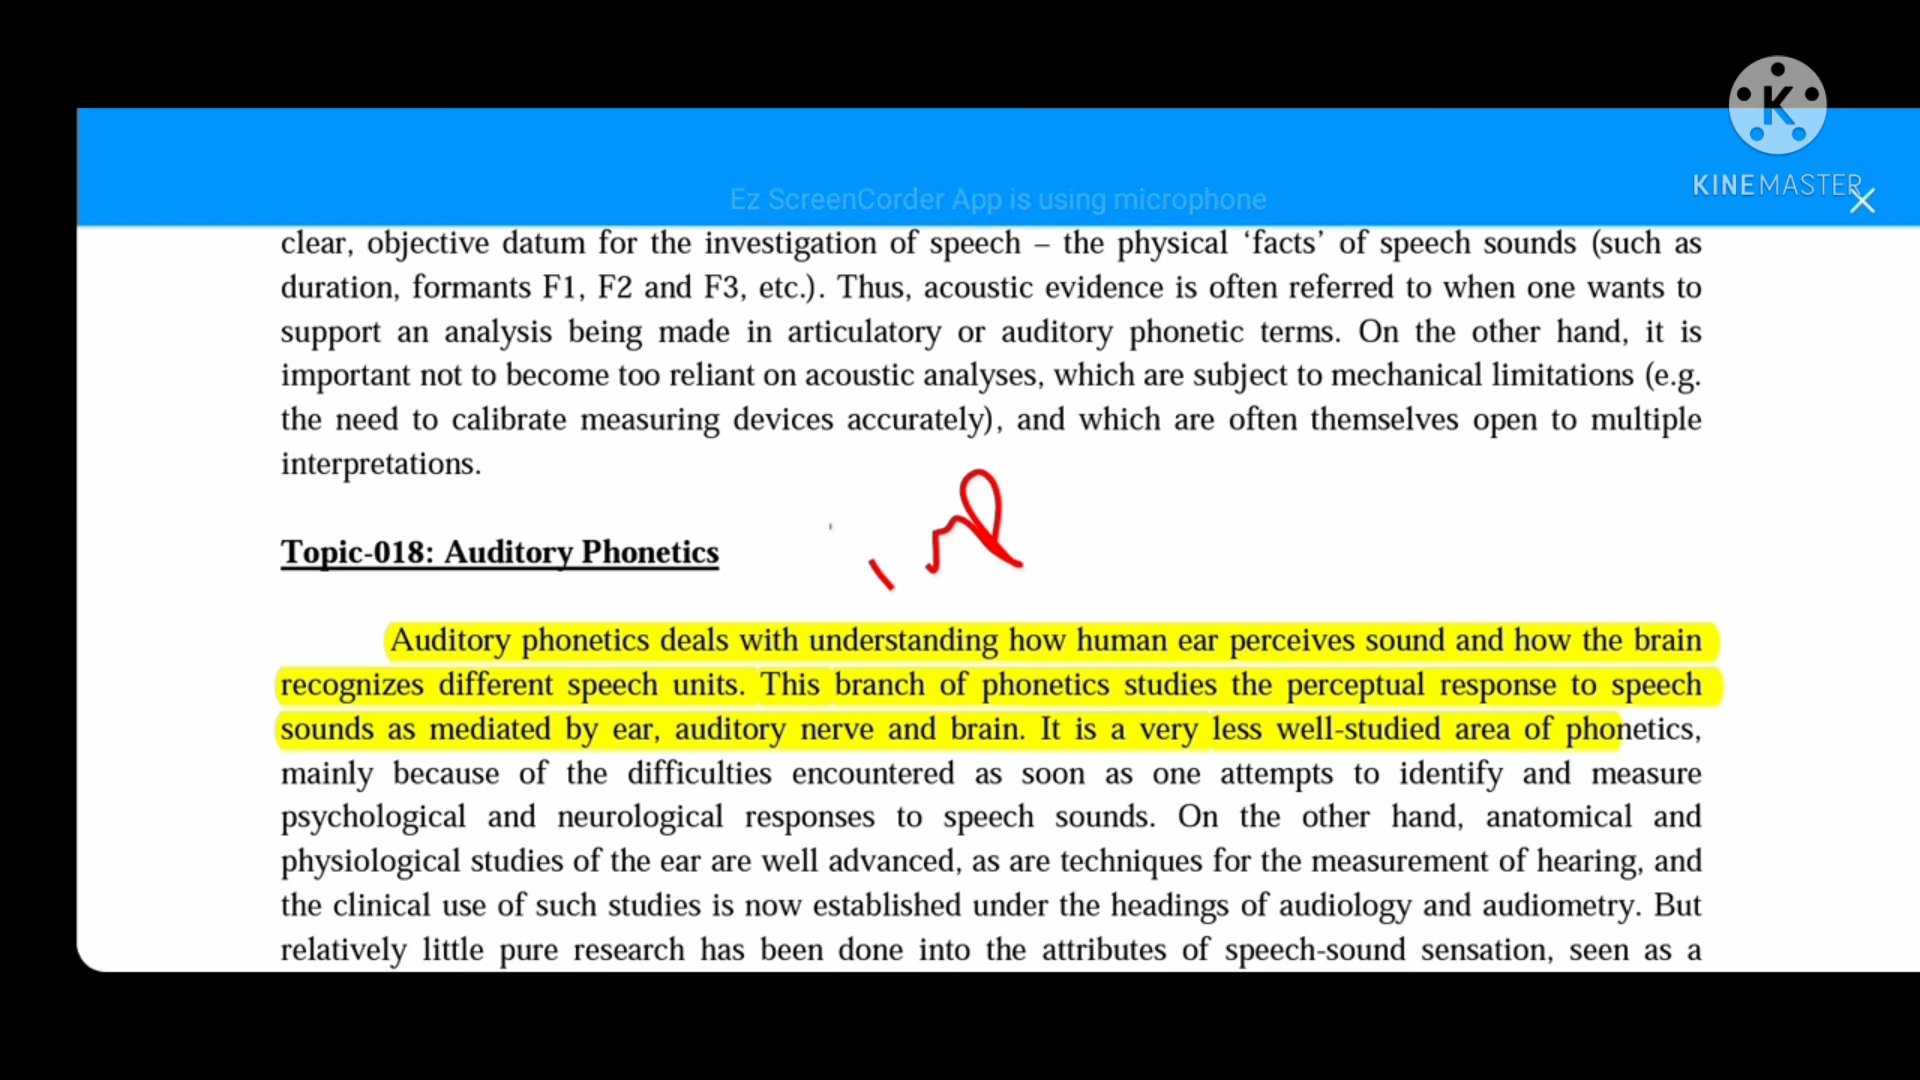 KINEMASTER
Ez ScreenCorder App is using microphone
clear, objective datum for the investigation of speech – the physical ‘facts’ of speech sounds (such as
duration, formants F1, F2 and F3, etc.). Thus, acoustic evidence is often referred to when one wants to
support an analysis being made in articulatory or auditory phonetic terms. On the other hand, it is
important not to become too reliant on acoustic analyses, which are subject to mechanical limitations (e.g.
the need to calibrate measuring devices accurately), and which are often themselves open to multiple
interpretations.
Topic-018: Auditory Phonetics
Auditory phonetics deals with understanding how human ear perceives sound and how the brain
recognizes different speech units. This branch of phonetics studies the perceptual response to speech
sounds as mediated by ear, auditory nerve and brain. It is a very less well-studied area of phonetics,
mainly because of the difficulties encountered as soon as one attempts to identify and measure
psychological and neurological responses to speech sounds. On the other hand, anatomical and
physiological studies of the ear are well advanced, as are techniques for the measurement of hearing, and
the clinical use of such studies is now established under the headings of audiology and audiometry. But
relatively little pure research has been done into the attributes of speech-sound sensation, seen as a